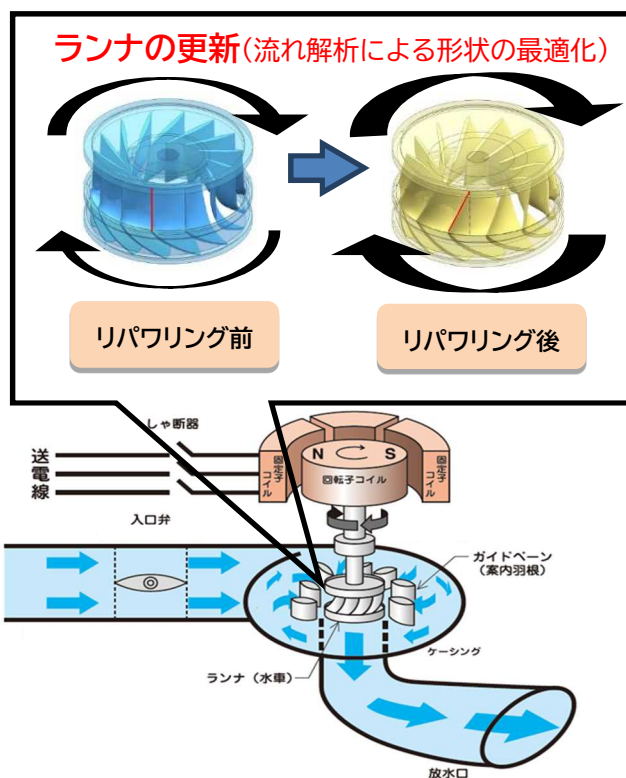 ランナの更新(流れ解析による形状の最適化)
リパワリング前
リパワリング後
しゃ断器
送
電
線
固定子
コイル
N
S
回転子コイル
固定子
コイル
入口弁
ガイドベーン
(案内羽根)
ケーシング
ランナ(水車)
放水口